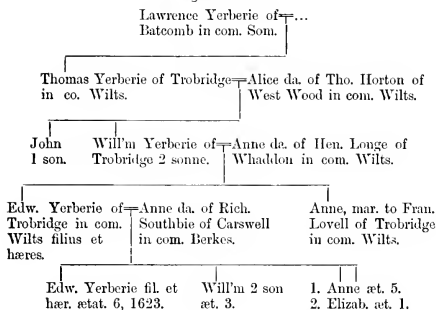 Lawrence Yerberie of=...
Batcomb in com. Som.
Thomas Yerberie of Trobridge=Alice da. of Tho. Horton of
in co. Wilts. West Wood in com. Wilts.
John Will'm Yerberie of=Anne da. of Hen. Longe of
1 son. Trobridge 2 sonne. Whaddon in com. Wilts.
Edw. Yerberie of=Anne da. of Rich. Anne, mar. to Fran.
Trobridge in com. Southbie of Carswell Lovell of Trobridge
Wilts filius et in com. Berkes. in com. Wilts.
hæres.
Edw. Yerberie fil. et Will'm 2 son 1. Anne æt. 5.
hær. ætat. 6, 1623. æt. 3. 2. Elizab. æt. 1.